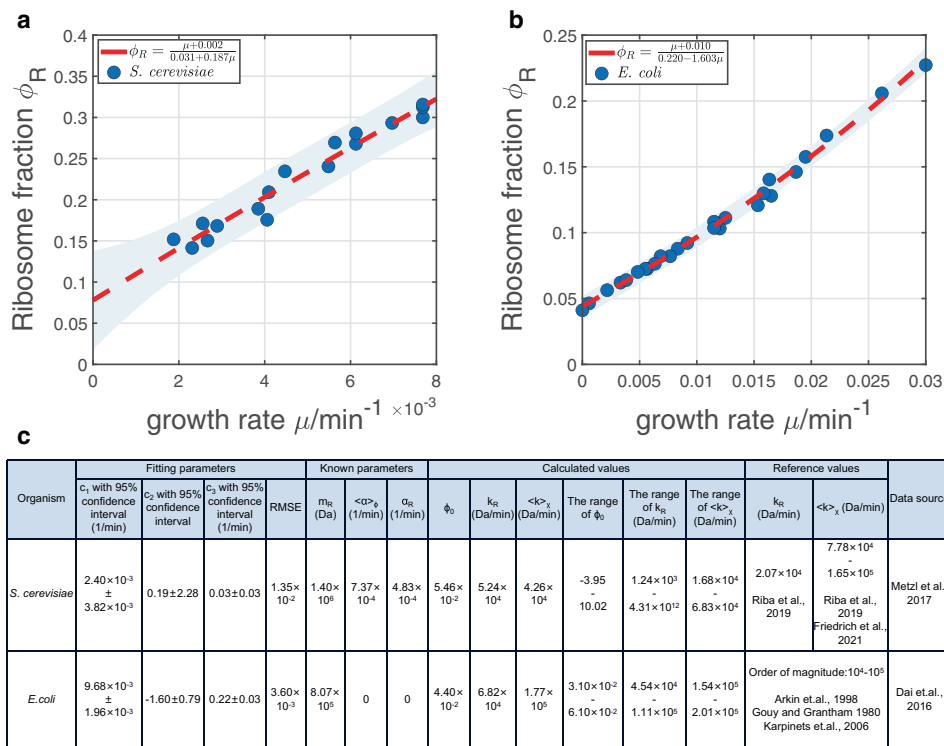 a
b
0.4
0.35
0.3
0.25
0.2
0.15
0.1
0.05
0
Ribosome fraction ϕ_R
ϕ_R = (μ+0.002)/(0.031+0.187μ)
S. cerevisiae
0 2 4 6 8
growth rate μ/min⁻¹ ×10⁻³
0.25
0.2
0.15
0.1
0.05
0
Ribosome fraction ϕ_R
ϕ_R = (μ+0.010)/(0.220−1.603μ)
E. coli
0 0.005 0.01 0.015 0.02 0.025 0.03
growth rate μ/min⁻¹
c
Organism
Fitting parameters
Known parameters
Calculated values
Reference values
Data source
c₁ with 95%
confidence
interval
(1/min)
c₂ with 95%
confidence
interval
c₃ with 95%
confidence
interval
(1/min)
RMSE
m_R
(Da)
<α>_ϕ
(1/min)
α_R
(1/min)
ϕ₀
k_R
(Da/min)
<k>_χ
(Da/min)
The range
of ϕ₀
The range
of k_R
(Da/min)
The range
of <k>_χ
(Da/min)
k_R
(Da/min)
<k>_χ (Da/min)
S. cerevisiae
2.40×10⁻³
±
3.82×10⁻³
0.19±2.28
0.03±0.03
1.35×
10⁻²
1.40×
10⁶
7.37×
10⁻⁴
4.83×
10⁻⁴
5.46×
10⁻²
5.24×
10⁴
4.26×
10⁴
-3.95
-
10.02
1.24×10³
-
4.31×10¹²
1.68×10⁴
-
6.83×10⁴
2.07×10⁴
Riba et al.,
2019
7.78×10⁴
-
1.65×10⁵
Riba et al.,
2019
Friedrich et al.,
2021
Metzl et al.
2017
E.coli
9.68×10⁻³
±
1.96×10⁻³
-1.60±0.79
0.22±0.03
3.60×
10⁻³
8.07×
10⁵
0
0
4.40×
10⁻²
6.82×
10⁴
1.77×
10⁵
3.10×10⁻²
-
6.10×10⁻²
4.54×10⁴
-
1.11×10⁵
1.54×10⁵
-
2.01×10⁵
Order of magnitude:10⁴-10⁵
Arkin et.al., 1998
Gouy and Grantham 1980
Karpinets et.al., 2006
Dai et.al.,
2016